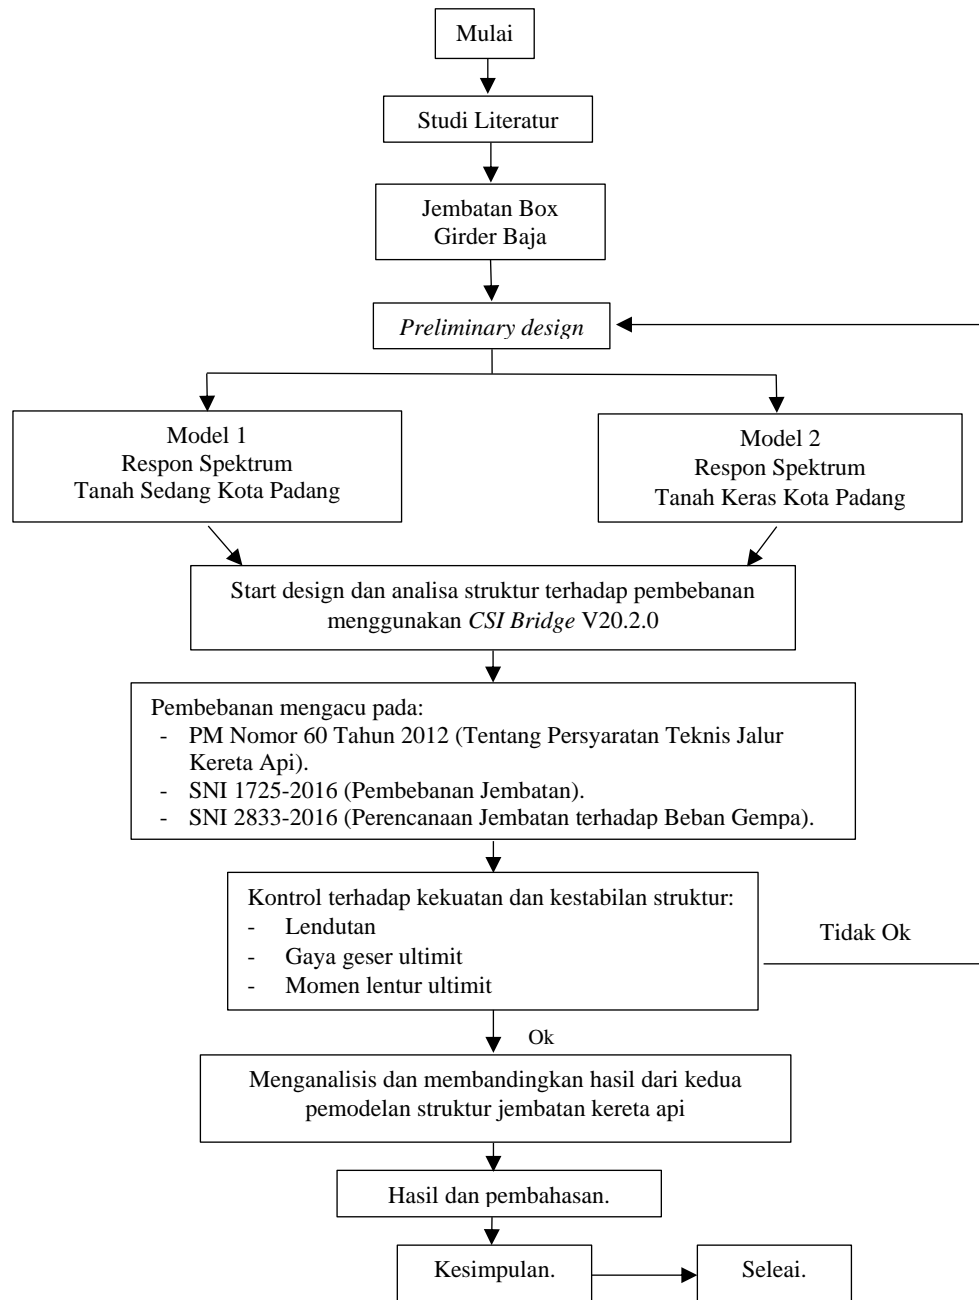 Mulai
Studi Literatur
Jembatan Box
Girder Baja
Preliminary design
Model 1
Respon Spektrum
Tanah Sedang Kota Padang
Model 2
Respon Spektrum
Tanah Keras Kota Padang
Start design dan analisa struktur terhadap pembebanan
menggunakan CSI Bridge V20.2.0
Pembebanan mengacu pada:
- PM Nomor 60 Tahun 2012 (Tentang Persyaratan Teknis Jalur
Kereta Api).
- SNI 1725-2016 (Pembebanan Jembatan).
- SNI 2833-2016 (Perencanaan Jembatan terhadap Beban Gempa).
Kontrol terhadap kekuatan dan kestabilan struktur:
- Lendutan
- Gaya geser ultimit
- Momen lentur ultimit
Tidak Ok
Ok
Menganalisis dan membandingkan hasil dari kedua
pemodelan struktur jembatan kereta api
Hasil dan pembahasan.
Kesimpulan.
Seleai.